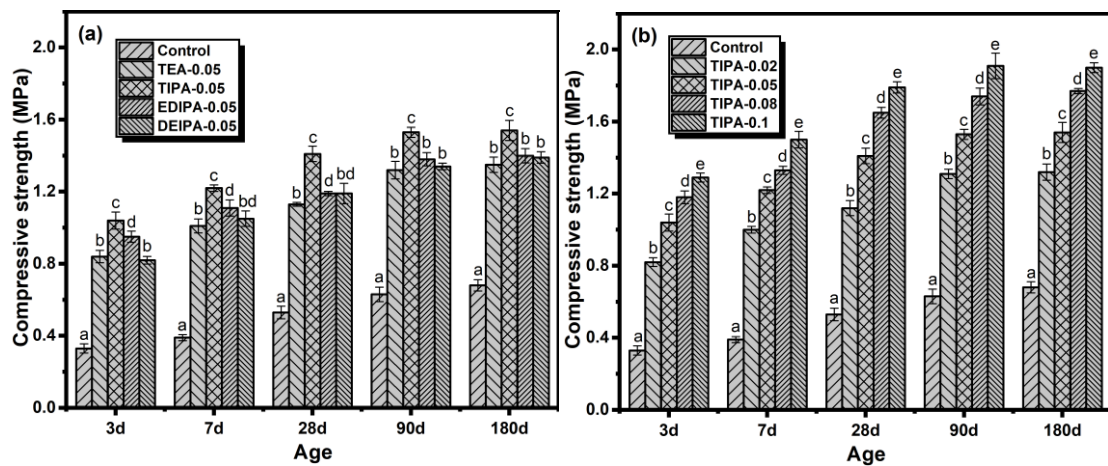 (a)
Control
TEA-0.05
TIPA-0.05
EDIPA-0.05
DEIPA-0.05
Compressive strength (MPa)
2.0
1.6
1.2
0.8
0.4
0.0
a b c d b
a b c d bd
a b c d bd
a b c b b
a b c b b
3d 7d 28d 90d 180d
Age
(b)
Control
TIPA-0.02
TIPA-0.05
TIPA-0.08
TIPA-0.1
Compressive strength (MPa)
2.0
1.6
1.2
0.8
0.4
0.0
a b c d e
a b c d e
a b c d e
a b c d e
a b c d e
3d 7d 28d 90d 180d
Age